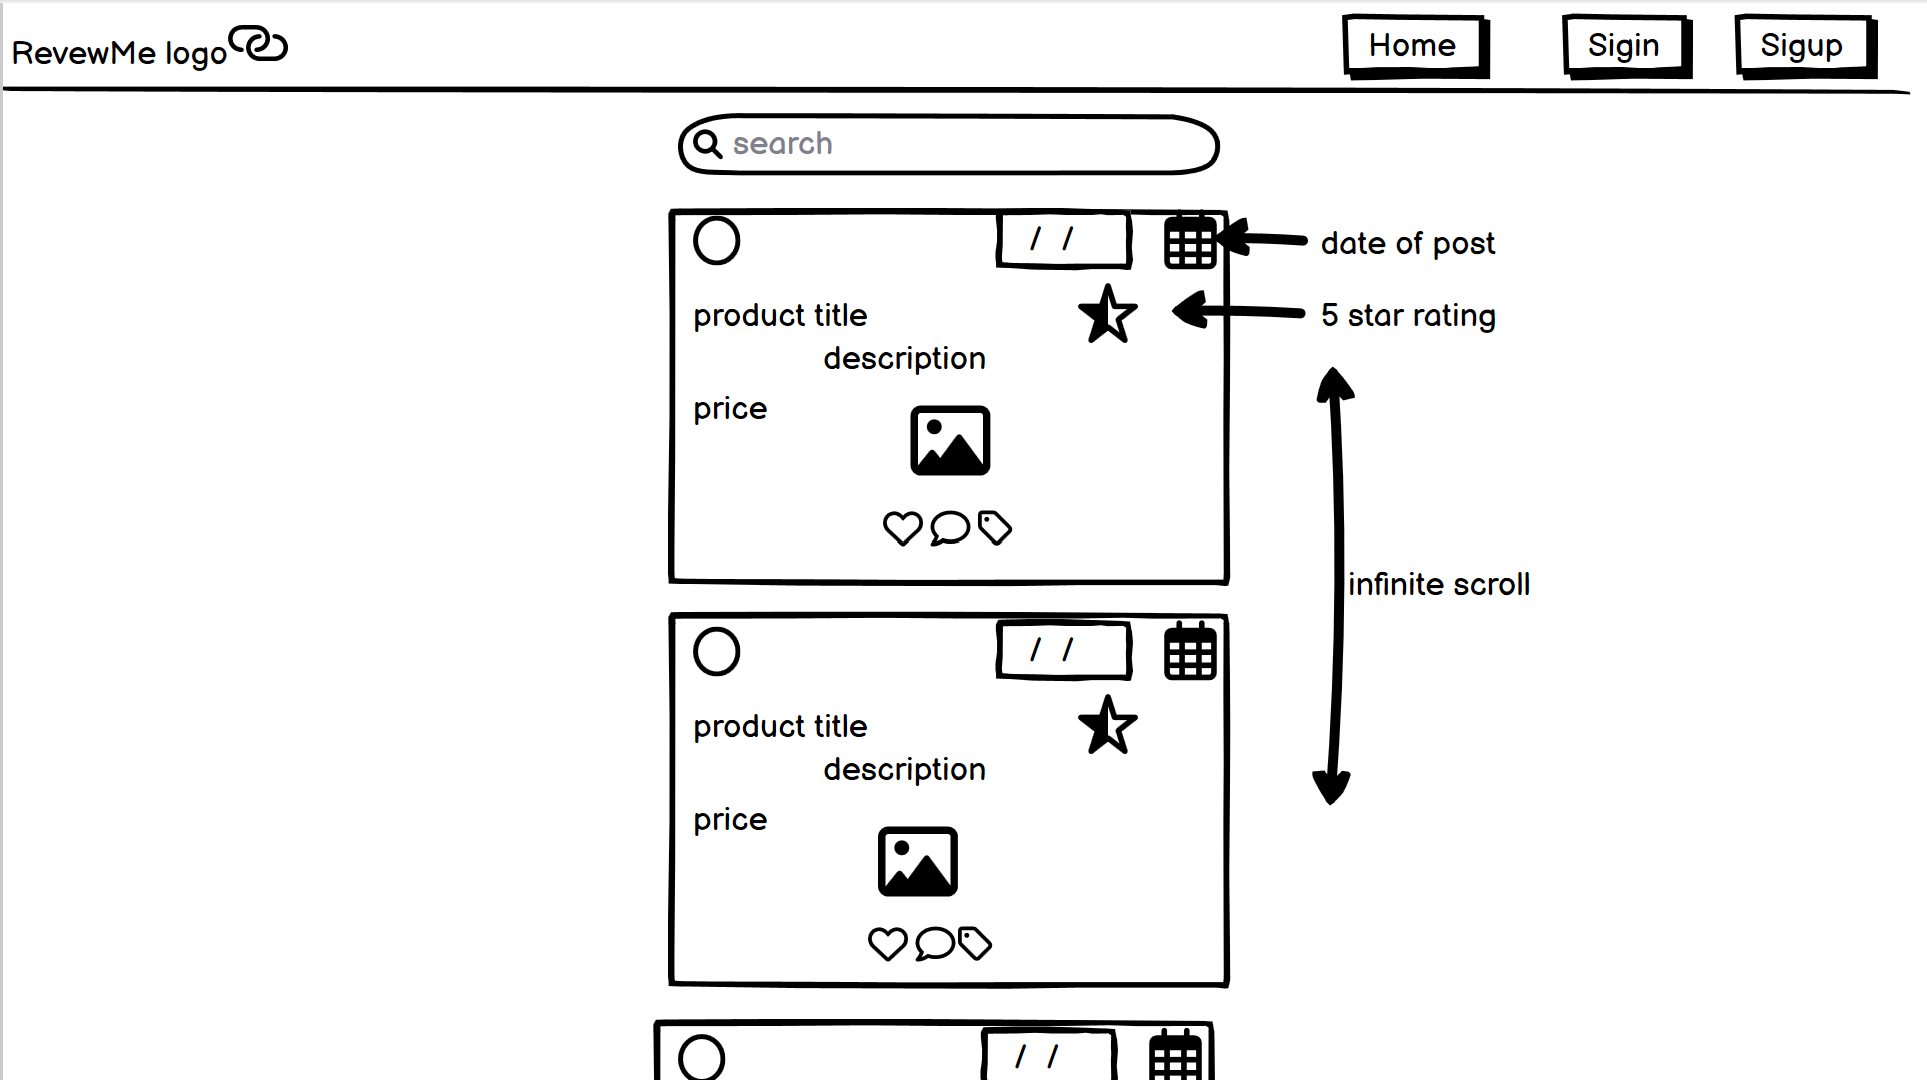 RevewMe logo
Home
Sigin
Sigup
search
/ /
date of post
product title
5 star rating
description
price
infinite scroll
/ /
product title
description
price
/ /